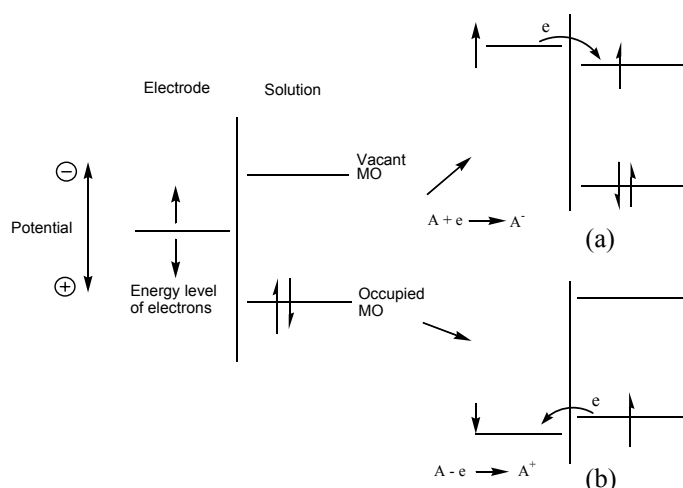 Electrode
Solution
e
⊖
Vacant
MO
Potential
A + e → A⁻
(a)
⊕
Energy level
of electrons
Occupied
MO
e
A - e → A⁺
(b)